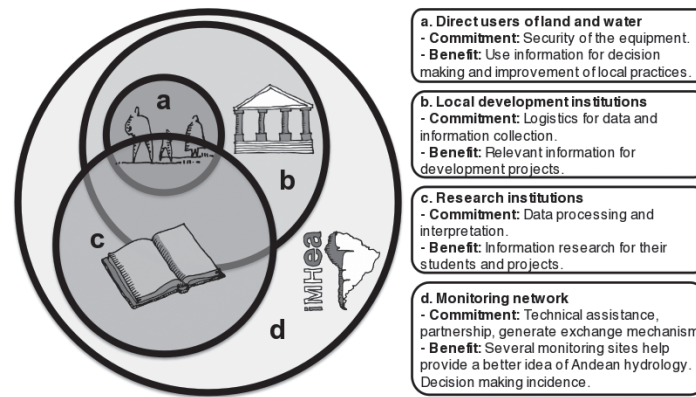 a
b
c
d
iMHea
a. Direct users of land and water
- Commitment: Security of the equipment.
- Benefit: Use information for decision
making and improvement of local practices.
b. Local development institutions
- Commitment: Logistics for data and
information collection.
- Benefit: Relevant information for
development projects.
c. Research institutions
- Commitment: Data processing and
interpretation.
- Benefit: Information research for their
students and projects.
d. Monitoring network
- Commitment: Technical assistance,
partnership, generate exchange mechanism
- Benefit: Several monitoring sites help
provide a better idea of Andean hydrology.
Decision making incidence.